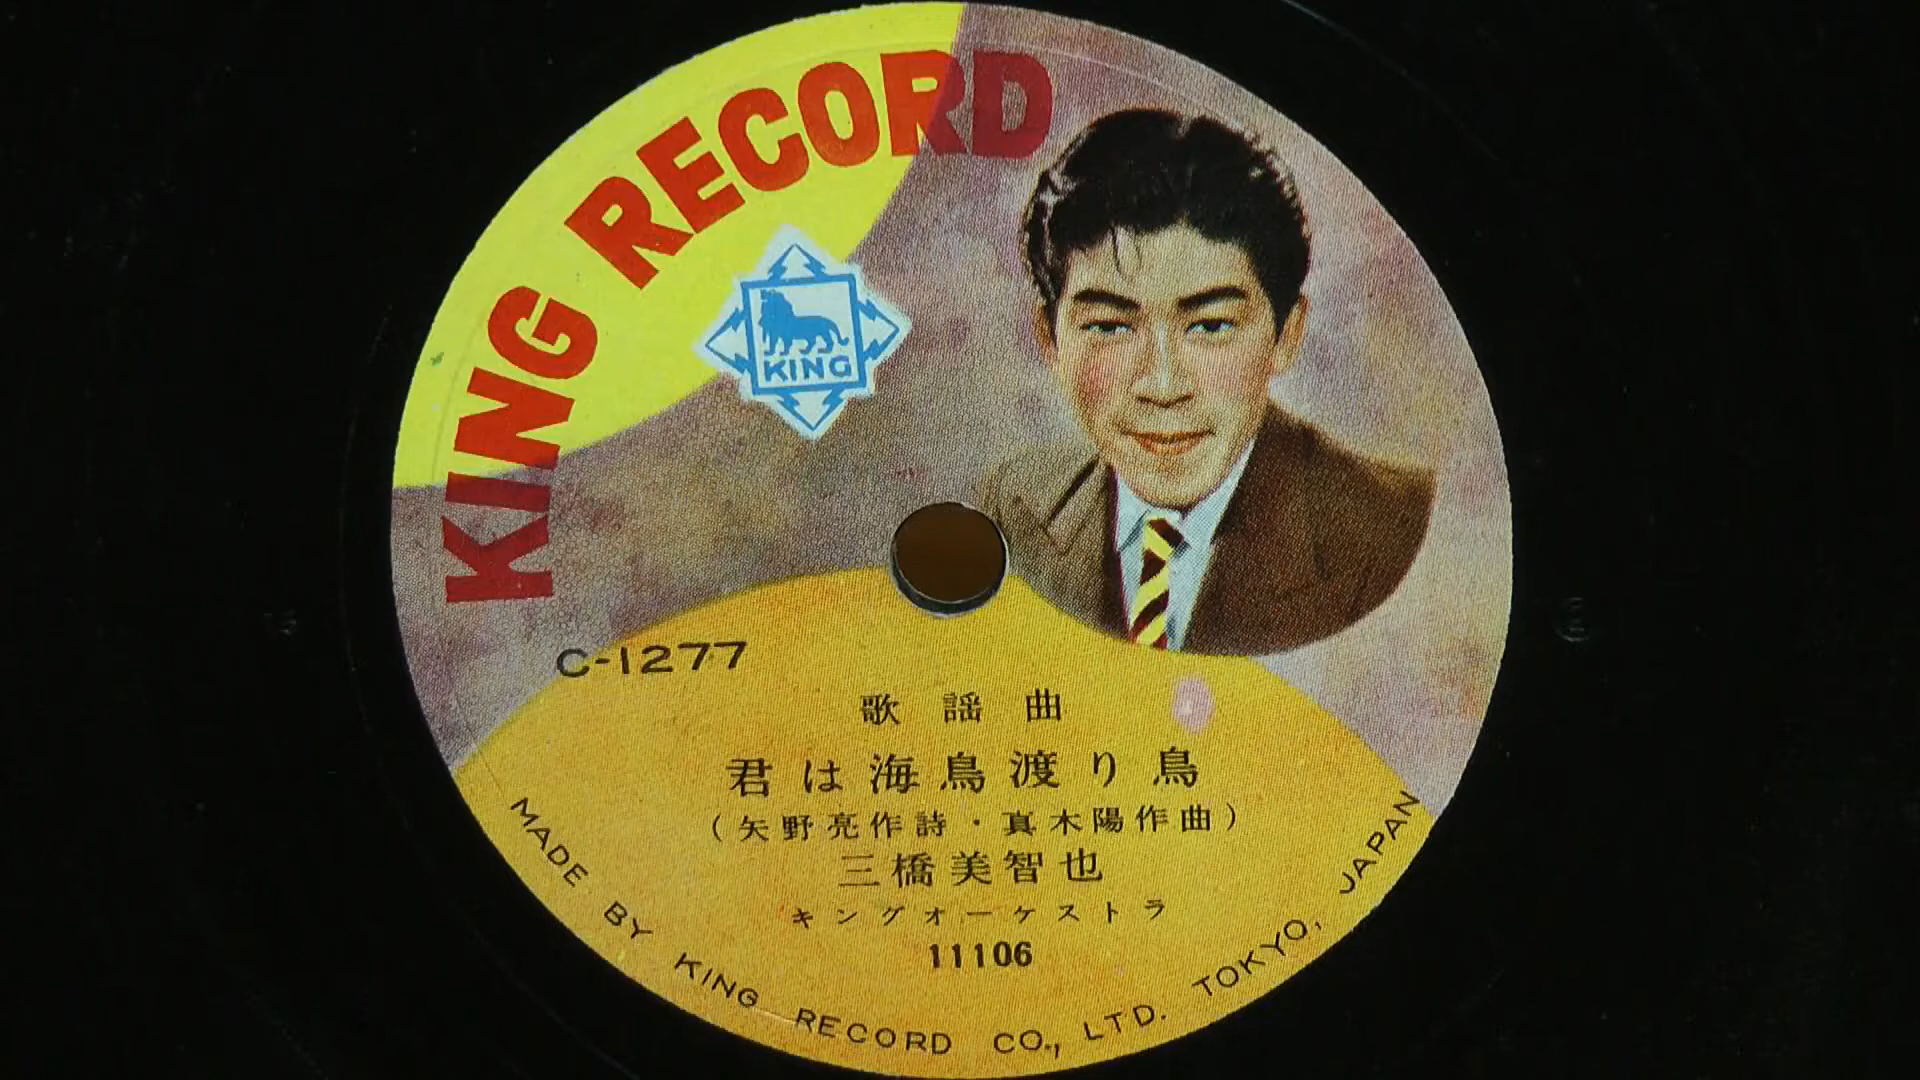 KING RECORD
KING
C-1277
歌謡曲
君は海鳥渡り鳥
(矢野亮作詩・真木陽作曲)
三橋美智也
キングオーケストラ
11106
MADE BY KING RECORD CO., LTD. TOKYO, JAPAN